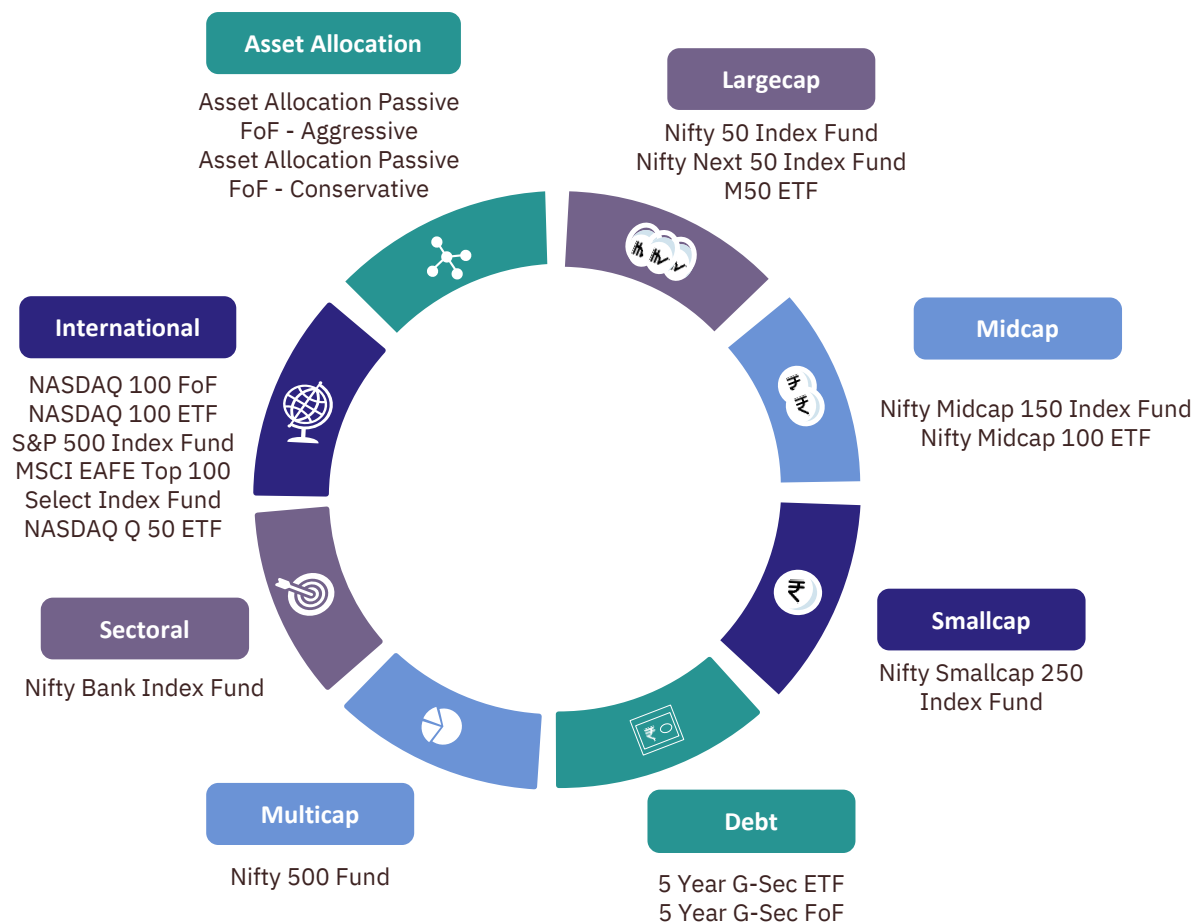 Asset Allocation
Asset Allocation Passive
FoF - Aggressive
Asset Allocation Passive
FoF - Conservative
Largecap
Nifty 50 Index Fund
Nifty Next 50 Index Fund
M50 ETF
Midcap
Nifty Midcap 150 Index Fund
Nifty Midcap 100 ETF
Smallcap
Nifty Smallcap 250
Index Fund
Debt
5 Year G-Sec ETF
5 Year G-Sec FoF
Multicap
Nifty 500 Fund
Sectoral
Nifty Bank Index Fund
International
NASDAQ 100 FoF
NASDAQ 100 ETF
S&P 500 Index Fund
MSCI EAFE Top 100
Select Index Fund
NASDAQ Q 50 ETF
₹
₹
₹